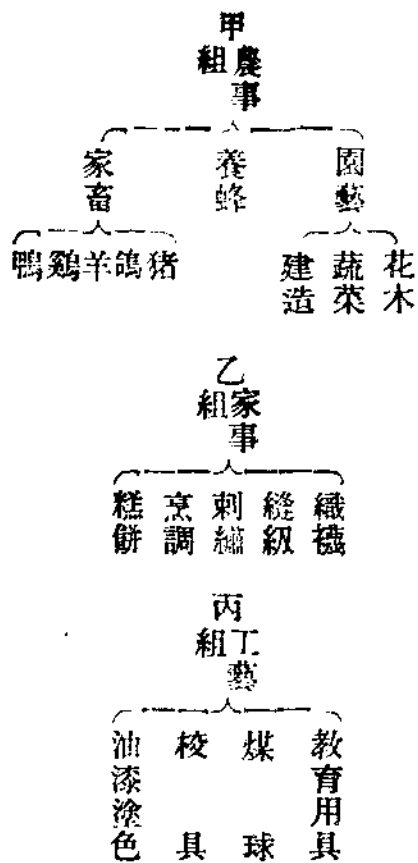 甲
農事組
園藝
養蜂
家畜
花木
蔬菜
建造
猪
鴿
羊
鷄
鴨
乙
家事組
織襪
縫級
刺繡
烹調
糕餅
丙
工藝組
教育用具
煤球
校具
油漆塗色